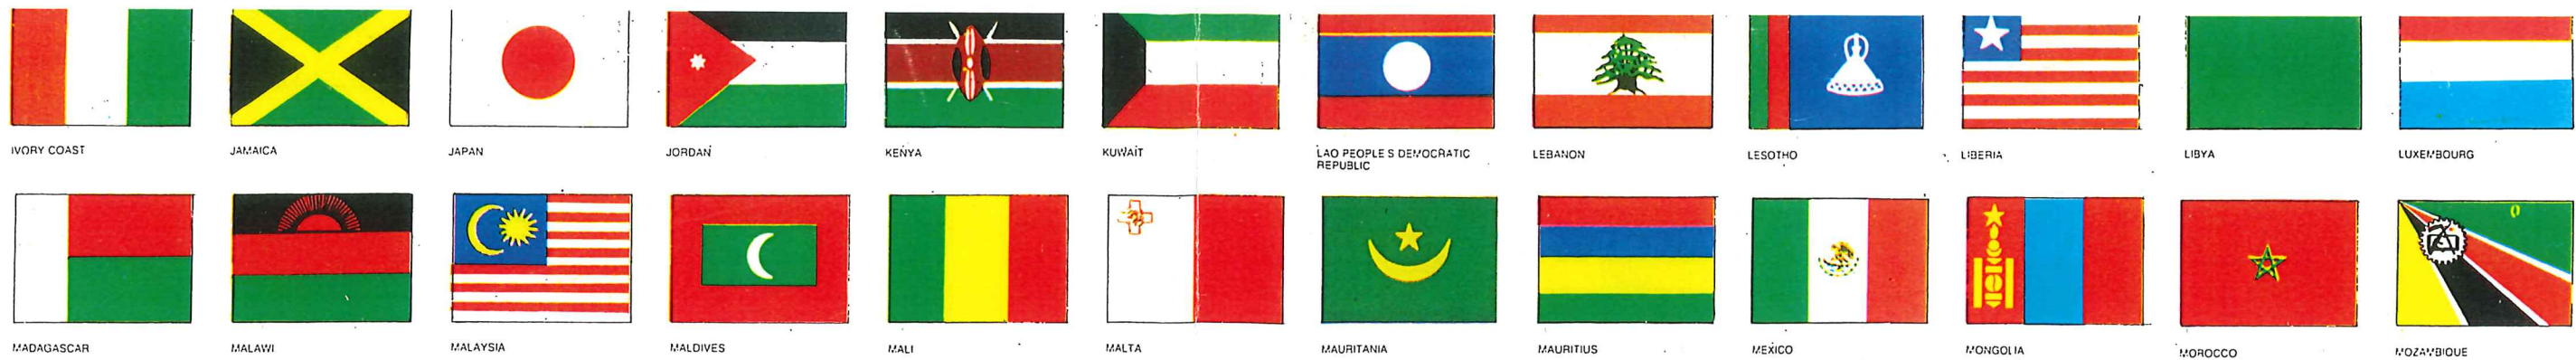 IVORY COAST
JAMAICA
JAPAN
JORDAN
KENYA
KUWAIT
LAO PEOPLE'S DEMOCRATIC
REPUBLIC
LEBANON
LESOTHO
LIBERIA
LIBYA
LUXEMBOURG
MADAGASCAR
MALAWI
MALAYSIA
MALDIVES
MALI
MALTA
MAURITANIA
MAURITIUS
MEXICO
MONGOLIA
MOROCCO
MOZAMBIQUE